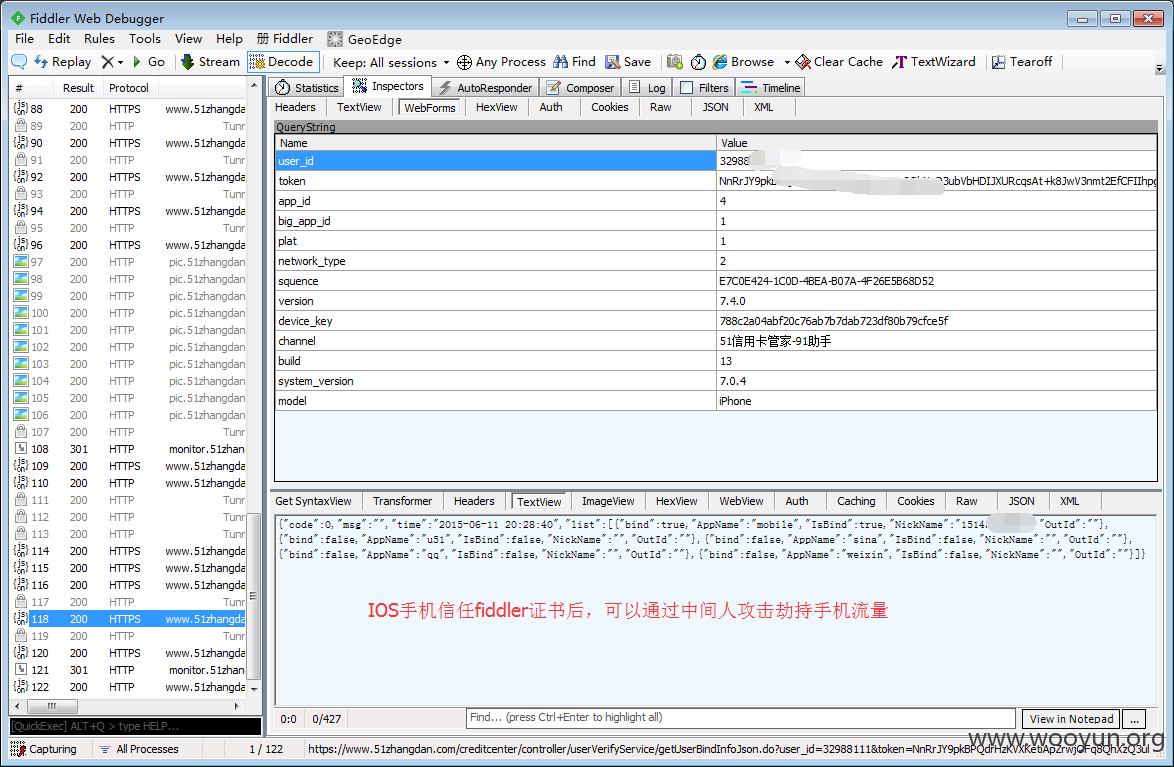 Fiddler Web Debugger
File Edit Rules Tools View Help Fiddler GeoEdge
Replay Go Stream Decode Keep: All sessions Any Process Find Save Browse Clear Cache TextWizard Tearoff
# Result Protocol
88 200 HTTPS www.51zhangda
89 200 HTTP Tunn
90 200 HTTPS www.51zhangda
91 200 HTTP Tunn
92 200 HTTPS www.51zhangda
93 200 HTTP Tunn
94 200 HTTPS www.51zhangda
95 200 HTTP Tunn
96 200 HTTPS www.51zhangda
97 200 HTTP pic.51zhangdan
98 200 HTTP pic.51zhangdan
99 200 HTTP pic.51zhangdan
100 200 HTTP pic.51zhangdan
101 200 HTTP pic.51zhangdan
102 200 HTTP pic.51zhangdan
103 200 HTTP pic.51zhangdan
104 200 HTTP pic.51zhangdan
105 200 HTTP pic.51zhangdan
106 200 HTTP pic.51zhangdan
107 200 HTTP Tunn
108 301 HTTP monitor.51zhan
109 200 HTTPS www.51zhangda
110 200 HTTPS www.51zhangda
111 200 HTTP Tunn
112 200 HTTP Tunn
113 200 HTTP Tunn
114 200 HTTPS www.51zhangda
115 200 HTTPS www.51zhangda
116 200 HTTPS www.51zhangda
117 200 HTTP Tunn
118 200 HTTPS www.51zhangda
119 200 HTTP Tunn
120 200 HTTPS www.51zhangda
121 301 HTTP monitor.51zhan
122 200 HTTP www.51zhangda
[QuickExec] ALT+Q > type HELP...
Statistics Inspectors AutoResponder Composer Log Filters Timeline
Headers TextView WebForms HexView Auth Cookies Raw JSON XML
QueryString
Name Value
user_id 32988
token
app_id 4
big_app_id 1
plat 1
network_type 2
squence E7C0E424-1C0D-4BEA-B07A-4F26E5B68D52
version 7.4.0
device_key 788c2a04abf20c76ab7b7dab723df80b79cfce5f
channel 51信用卡管家-91助手
build 13
system_version 7.0.4
model iPhone
Get SyntaxView Transformer Headers TextView ImageView HexView WebView Auth Caching Cookies Raw JSON XML
{"code":0,"msg":"","time":"2015-06-11 20:28:40","list":[{"bind":true,"AppName":"mobile","IsBind":true,"NickName":"1514 "OutId":""},
{"bind":false,"AppName":"u51","IsBind":false,"NickName":"","OutId":""},{"bind":false,"AppName":"sina","IsBind":false,"NickName":"","OutId":""},
{"bind":false,"AppName":"qq","IsBind":false,"NickName":"","OutId":""},{"bind":false,"AppName":"weixin","IsBind":false,"NickName":"","OutId":""}]}
IOS手机信任fiddler证书后，可以通过中间人攻击劫持手机流量
0:0 0/427 Find... (press Ctrl+Enter to highlight all) View in Notepad ...
Capturing All Processes 1 / 122 https://www.51zhangdan.com/creditcenter/controller/userVerifyService/getUserBindInfoJson.do?user_id=32988111&token=
www.wooyun.org